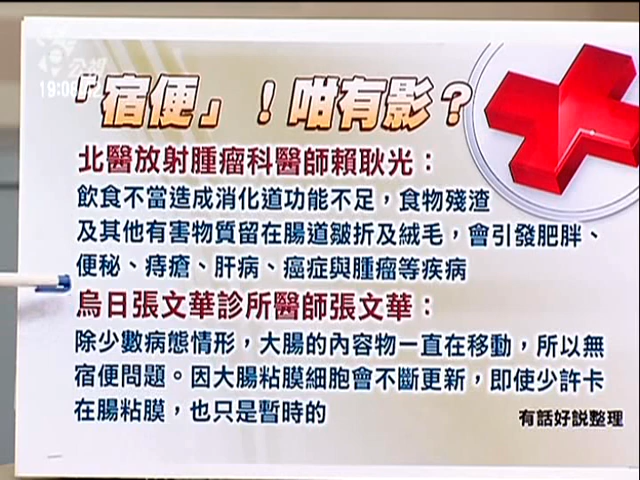 公視
「宿便」！咁有影？
北醫放射腫瘤科醫師賴耿光：
飲食不當造成消化道功能不足，食物殘渣
及其他有害物質留在腸道皺折及絨毛，會引發肥胖、
便秘、痔瘡、肝病、癌症與腫瘤等疾病
烏日張文華診所醫師張文華：
除少數病態情形，大腸的內容物一直在移動，所以無
宿便問題。因大腸粘膜細胞會不斷更新，即使少許卡
在腸粘膜，也只是暫時的
有話好説整理